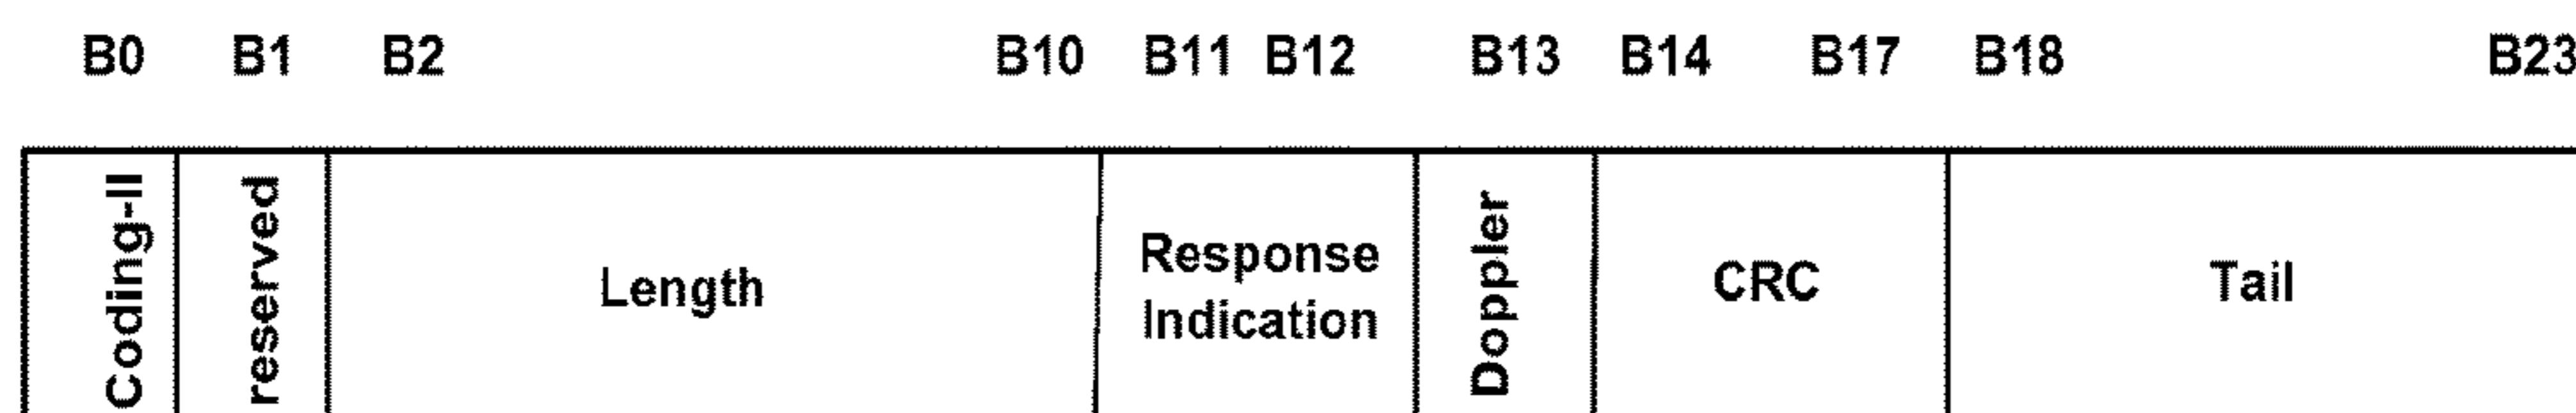 B0 B1 B2 B10 B11 B12 B13 B14 B17 B18 B23
Coding-II
reserved
Length
Response
Indication
Doppler
CRC
Tail